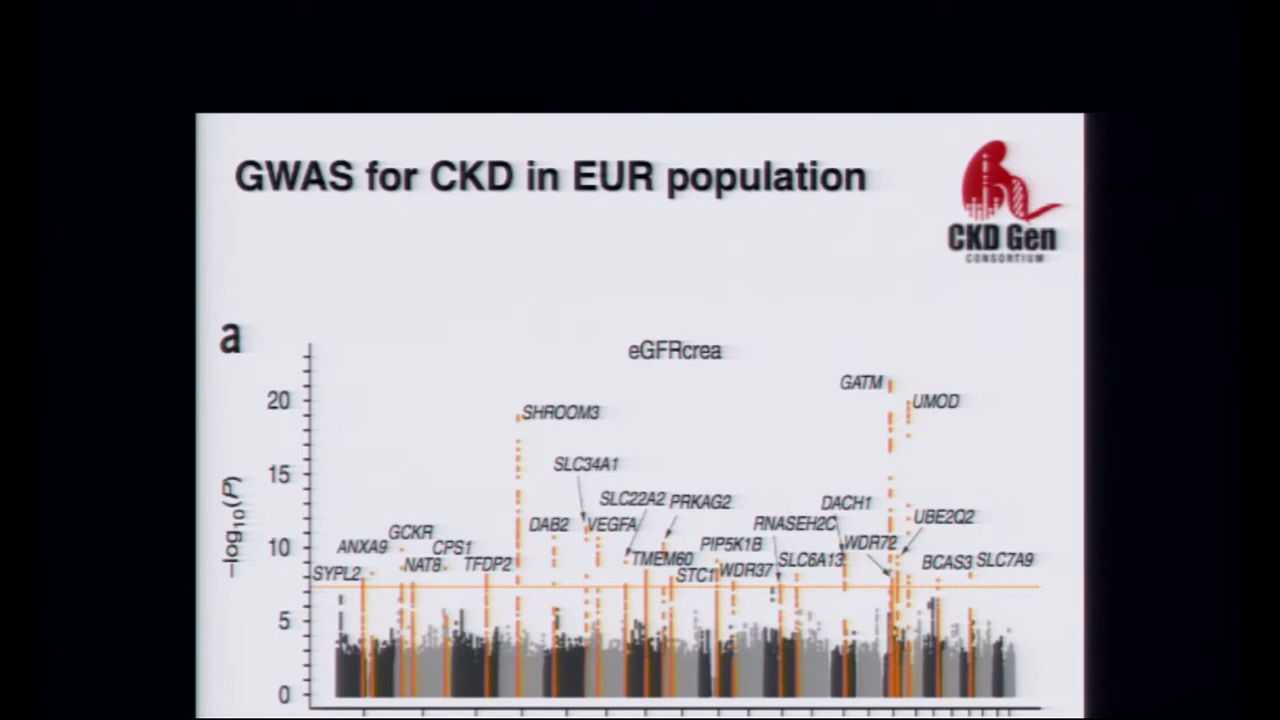 GWAS for CKD in EUR population
CKD Gen
CONSORTIUM
a
eGFRcrea
GATM
20
UMOD
SHROOM3
15
SLC34A1
SLC22A2
PRKAG2
DACH1
DAB2
VEGFA
RNASEH2C
UBE2Q2
GCKR
10
ANXA9
CPS1
PIP5K1B
WDR72
SYPL2
NAT8
TFDP2
TMEM60
STC1
WDR37
SLC6A13
BCAS3
SLC7A9
5
0
–log10(P)